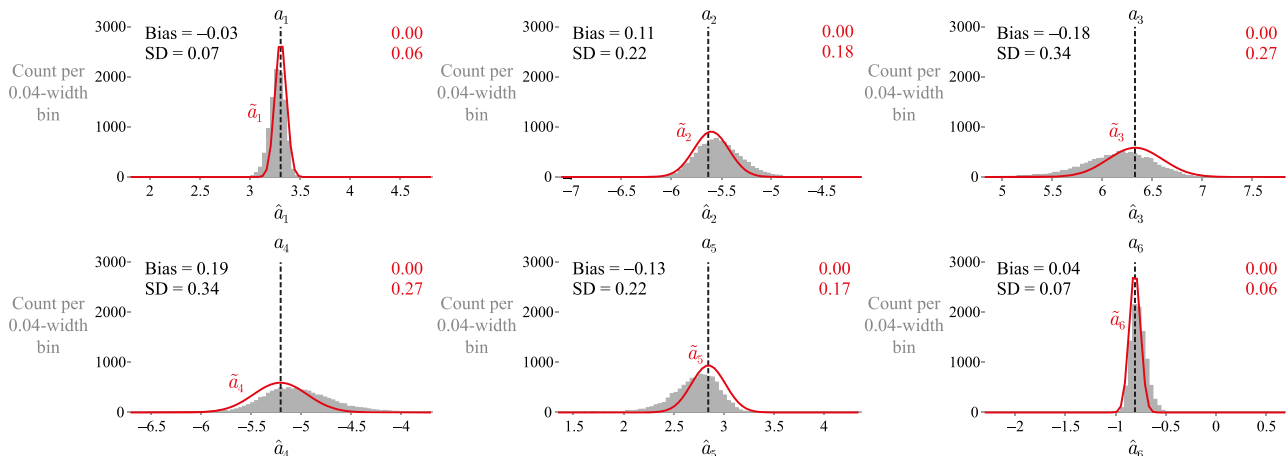 a₁
3000
Bias = –0.03
0.00
SD = 0.07
0.06
2000
Count per
0.04-width
bin
ã₁
1000
0
2 2.5 3 3.5 4 4.5
â₁
a₂
3000
Bias = 0.11
0.00
SD = 0.22
0.18
2000
Count per
0.04-width
bin
ã₂
1000
0
–7 –6.5 –6 –5.5 –5 –4.5
â₂
a₃
3000
Bias = –0.18
0.00
SD = 0.34
0.27
2000
Count per
0.04-width
bin
ã₃
1000
0
5 5.5 6 6.5 7 7.5
â₃
a₄
3000
Bias = 0.19
0.00
SD = 0.34
0.27
Count per
0.04-width
bin
2000
1000
ã₄
0
–6.5 –6 –5.5 –5 –4.5 –4
â₄
a₅
3000
Bias = –0.13
0.00
SD = 0.22
0.17
Count per
0.04-width
bin
2000
1000
ã₅
0
1.5 2 2.5 3 3.5 4
â₅
a₆
3000
Bias = 0.04
0.00
SD = 0.07
0.06
Count per
0.04-width
bin
2000
ã₆
1000
0
–2 –1.5 –1 –0.5 0 0.5
â₆